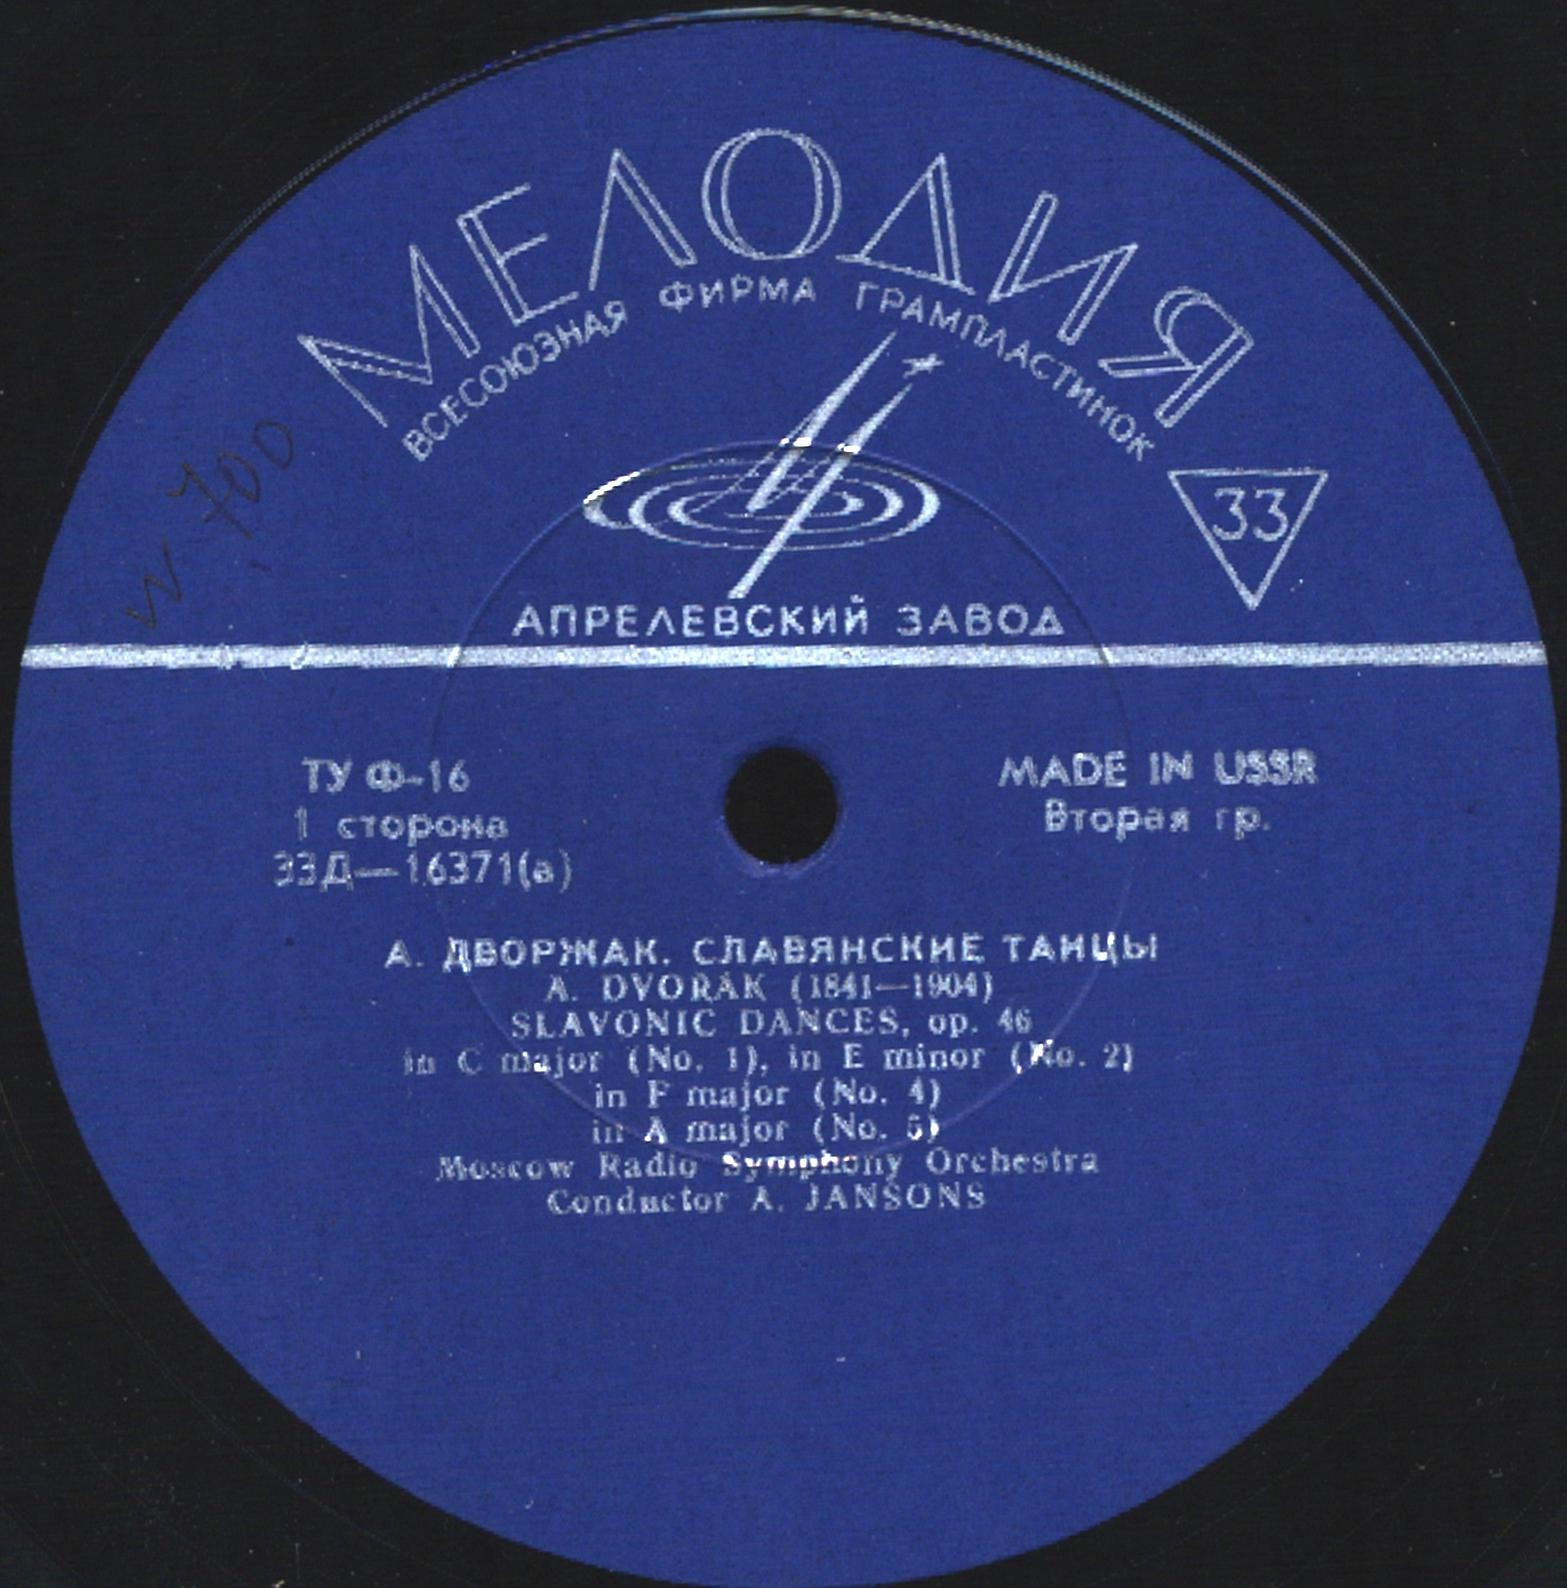 МЕЛОДИЯ
ВСЕСОЮЗНАЯ ФИРМА ГРАМПЛАСТИНОК
33
W 700
АПРЕЛЕВСКИЙ ЗАВОД
ТУ Ф-16
1 сторона
33Д—16371(а)
MADE IN USSR
Вторая гр.
А. ДВОРЖАК. СЛАВЯНСКИЕ ТАНЦЫ
A. DVORÁK (1841—1904)
SLAVONIC DANCES, op. 46
in C major (No. 1), in E minor (No. 2)
in F major (No. 4)
in A major (No. 5)
Moscow Radio Symphony Orchestra
Conductor A. JANSONS